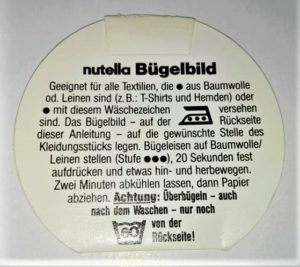 nutella Bügelbild
Geeignet für alle Textilien, die ● aus Baumwolle
od. Leinen sind (z.B.: T-Shirts und Hemden) oder
● mit diesem Wäschezeichen versehen
sind. Das Bügelbild - auf der Rückseite
dieser Anleitung - auf die gewünschte Stelle des
Kleidungsstückes legen. Bügeleisen auf Baumwolle/
Leinen stellen (Stufe ●●●), 20 Sekunden fest
aufdrücken und etwas hin- und herbewegen.
Zwei Minuten abkühlen lassen, dann Papier
abziehen. Achtung: Überbügeln - auch
nach dem Waschen - nur noch
60 von der
Rückseite!